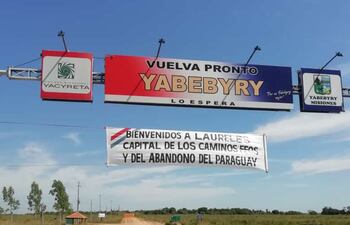 YACYRETA
VUELVA PRONTO
YABEBYRY
LO ESPERA
YABEBYRY
MISIONES
BIENVENIDOS A LAURELES
CAPITAL DE LOS CAMINOS FEOS
Y DEL ABANDONO DEL PARAGUAY